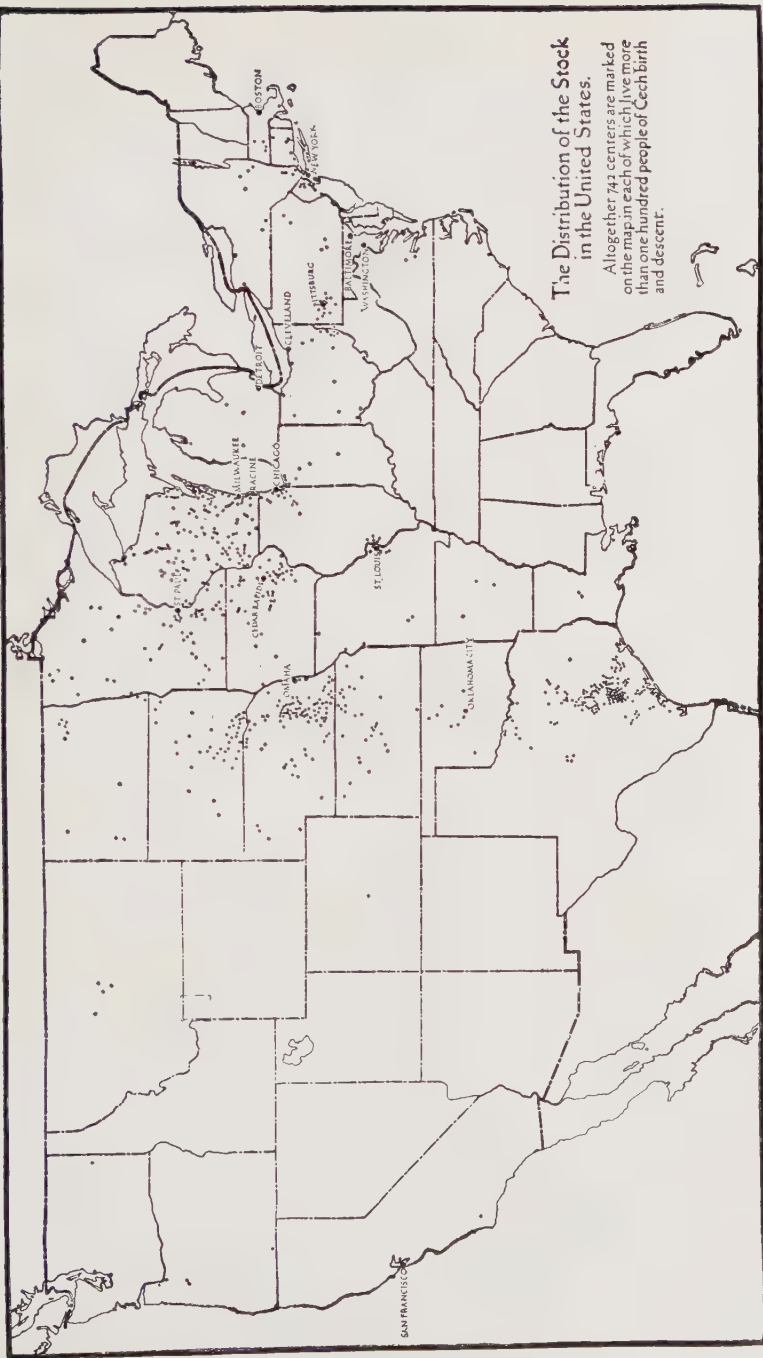 The Distribution of the Stock
in the United States.
Altogether 742 centers are marked
on the map in each of which live more
than one hundred people of Čech birth
and descent.
BOSTON
NEW YORK
PITTSBURG
BALTIMORE
WASHINGTON
CLEVELAND
DETROIT
MILWAUKEE
RACINE
CHICAGO
ST. PAUL
CEDAR RAPIDS
ST. LOUIS
OMAHA
OKLAHOMA CITY
SAN FRANCISCO